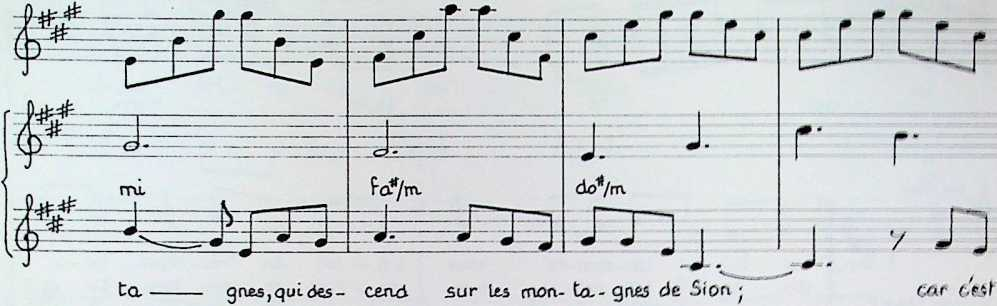 mi fa#/m do#/m
ta — gnes, qui des- cend sur les mon- ta - gnes de Sion ; car c'est